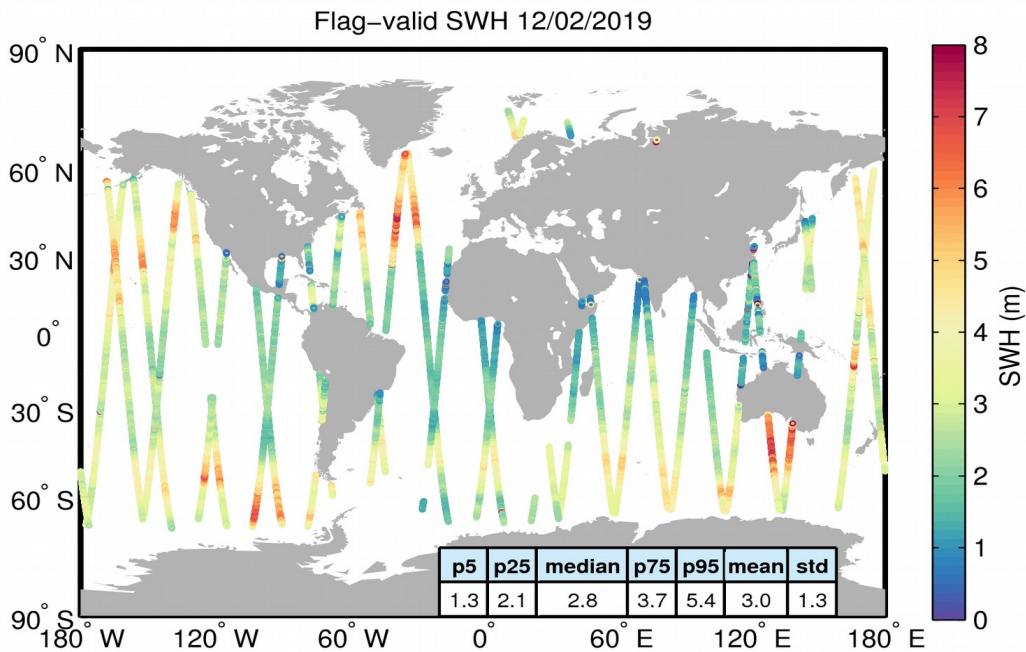 Flag−valid SWH 12/02/2019
90° N
60° N
30° N
0°
30° S
60° S
90° S
180° W
120° W
60° W
0°
60° E
120° E
180° E
p5 p25 median p75 p95 mean std
1.3 2.1 2.8 3.7 5.4 3.0 1.3
8
7
6
5
4
3
2
1
0
SWH (m)